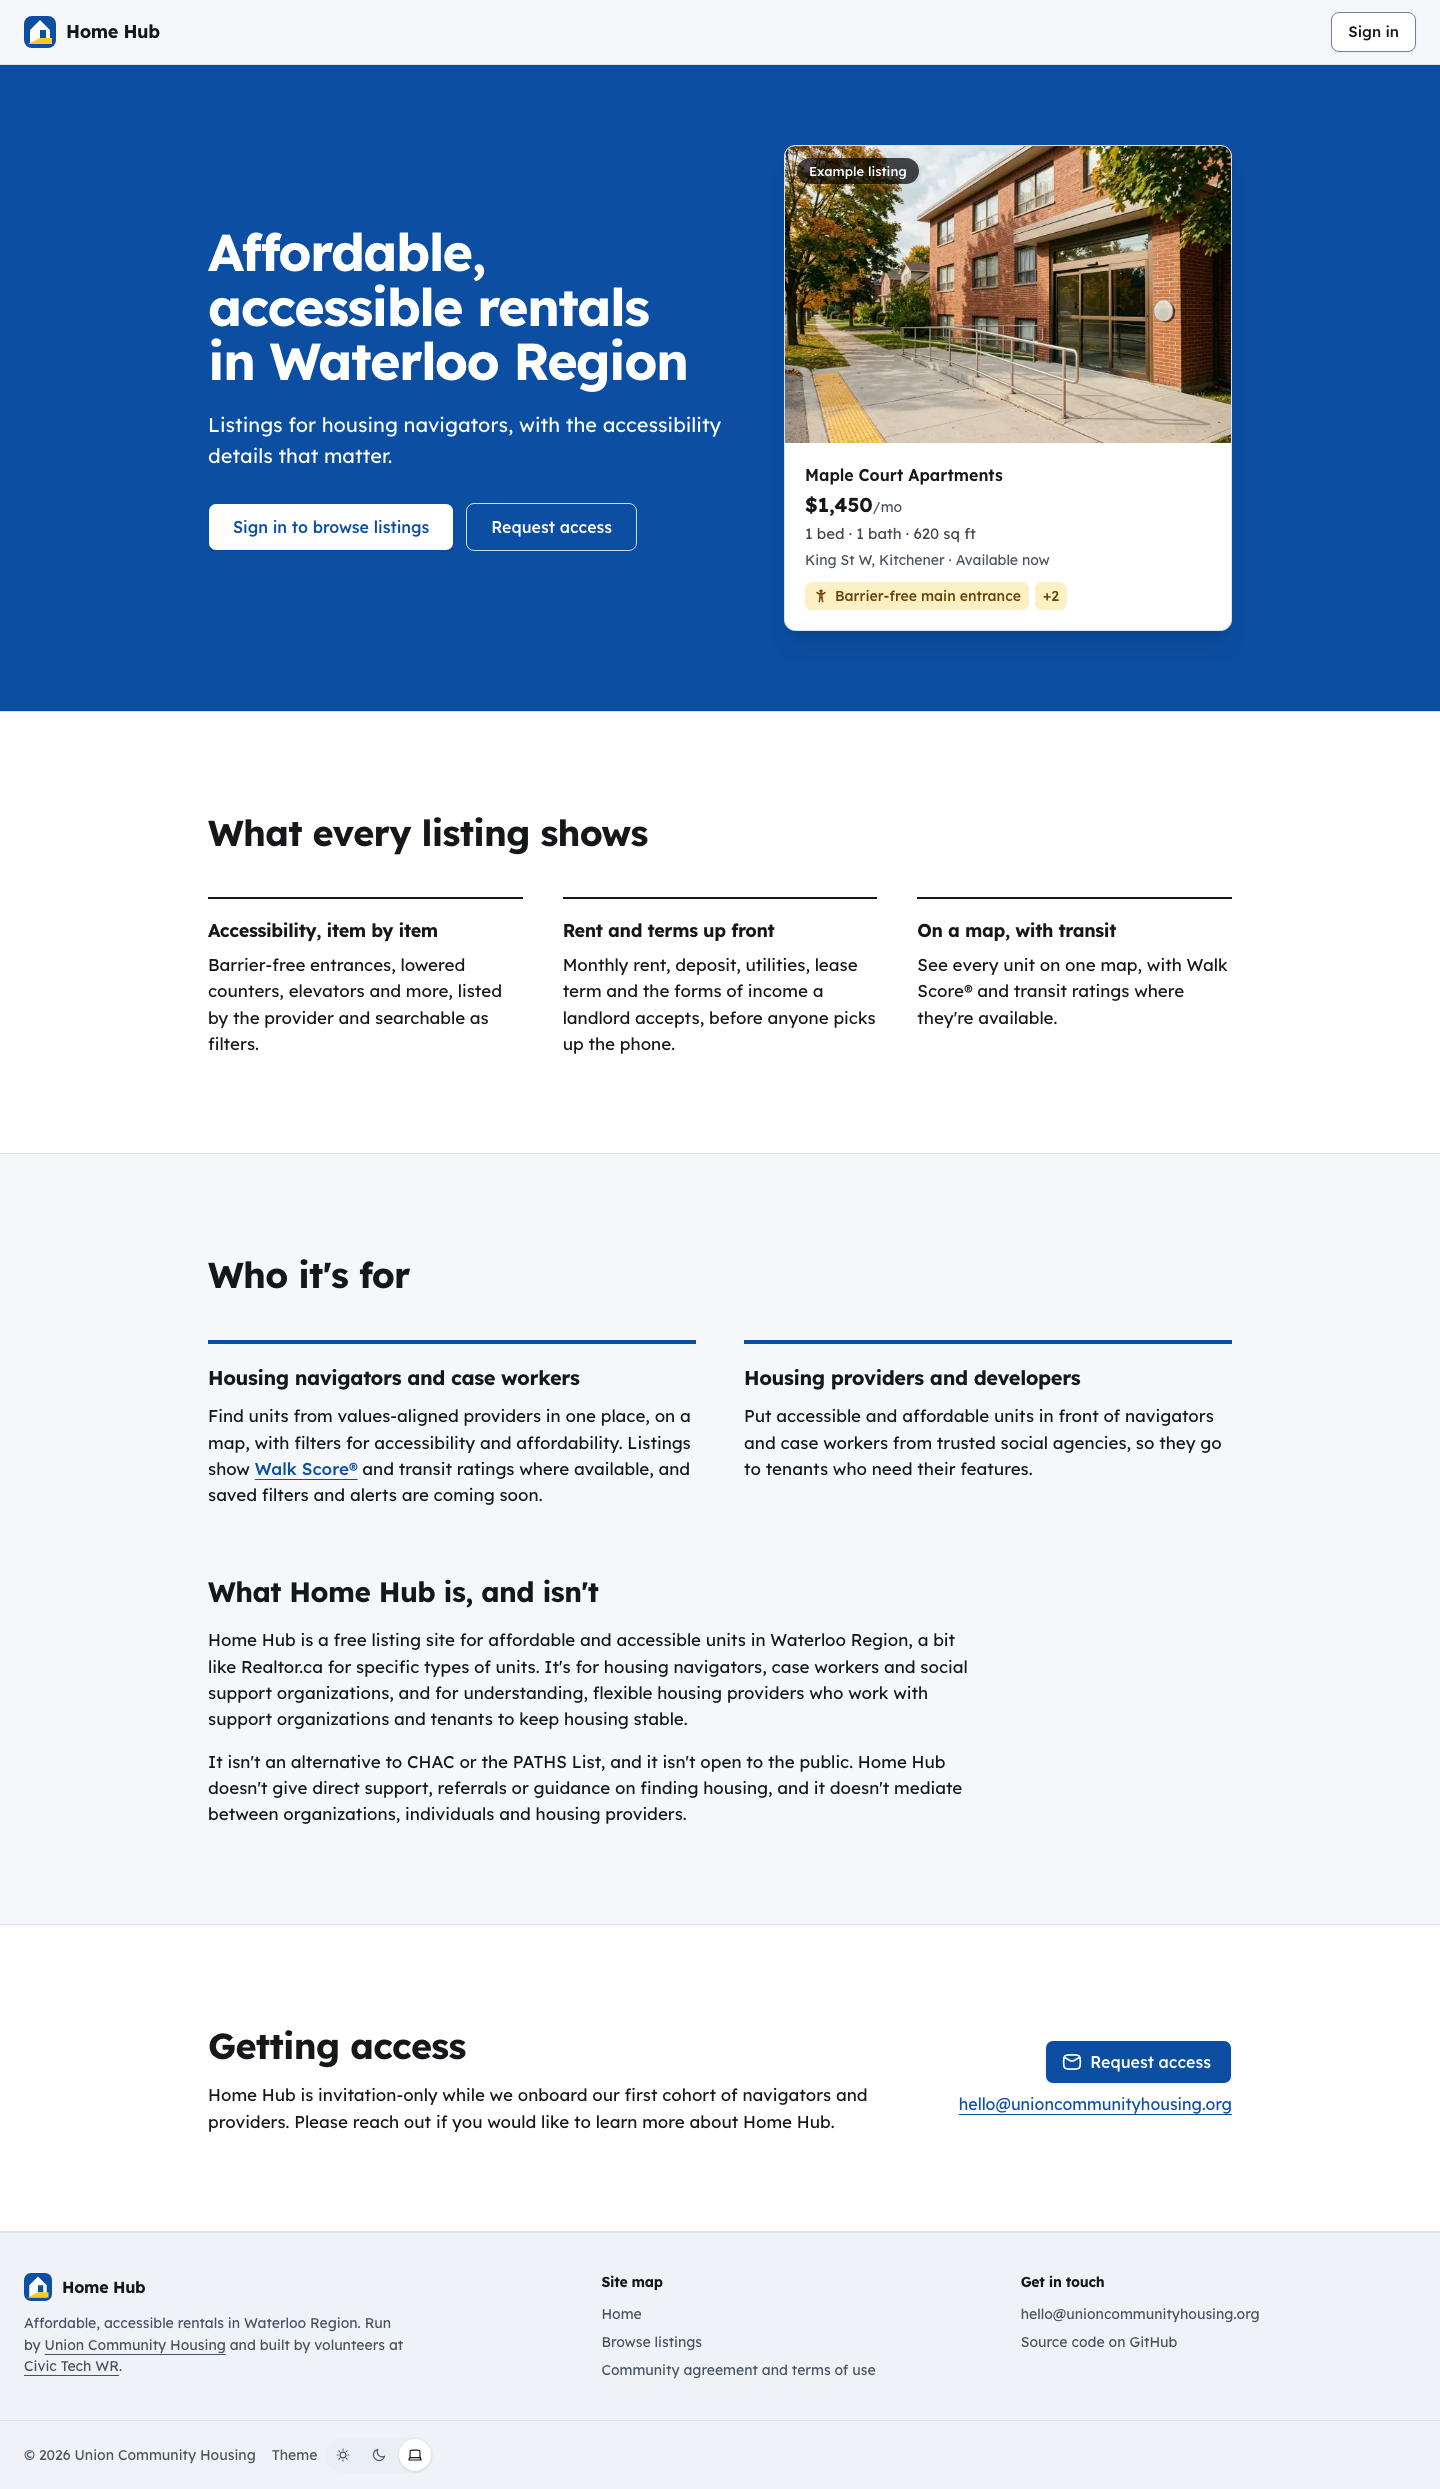 Home Hub
Sign in
Example listing
Affordable,
accessible rentals
in Waterloo Region
Listings for housing navigators, with the accessibility
details that matter.
Sign in to browse listings
Request access
Maple Court Apartments
$1,450/mo
1 bed · 1 bath · 620 sq ft
King St W, Kitchener · Available now
Barrier-free main entrance
+2
What every listing shows
Accessibility, item by item
Barrier-free entrances, lowered
counters, elevators and more, listed
by the provider and searchable as
filters.
Rent and terms up front
Monthly rent, deposit, utilities, lease
term and the forms of income a
landlord accepts, before anyone picks
up the phone.
On a map, with transit
See every unit on one map, with Walk
Score® and transit ratings where
they're available.
Who it's for
Housing navigators and case workers
Find units from values-aligned providers in one place, on a
map, with filters for accessibility and affordability. Listings
show Walk Score® and transit ratings where available, and
saved filters and alerts are coming soon.
Housing providers and developers
Put accessible and affordable units in front of navigators
and case workers from trusted social agencies, so they go
to tenants who need their features.
What Home Hub is, and isn't
Home Hub is a free listing site for affordable and accessible units in Waterloo Region, a bit
like Realtor.ca for specific types of units. It's for housing navigators, case workers and social
support organizations, and for understanding, flexible housing providers who work with
support organizations and tenants to keep housing stable.
It isn't an alternative to CHAC or the PATHS List, and it isn't open to the public. Home Hub
doesn't give direct support, referrals or guidance on finding housing, and it doesn't mediate
between organizations, individuals and housing providers.
Getting access
Home Hub is invitation-only while we onboard our first cohort of navigators and
providers. Please reach out if you would like to learn more about Home Hub.
Request access
hello@unioncommunityhousing.org
Home Hub
Affordable, accessible rentals in Waterloo Region. Run
by Union Community Housing and built by volunteers at
Civic Tech WR.
Site map
Home
Browse listings
Community agreement and terms of use
Get in touch
hello@unioncommunityhousing.org
Source code on GitHub
© 2026 Union Community Housing
Theme